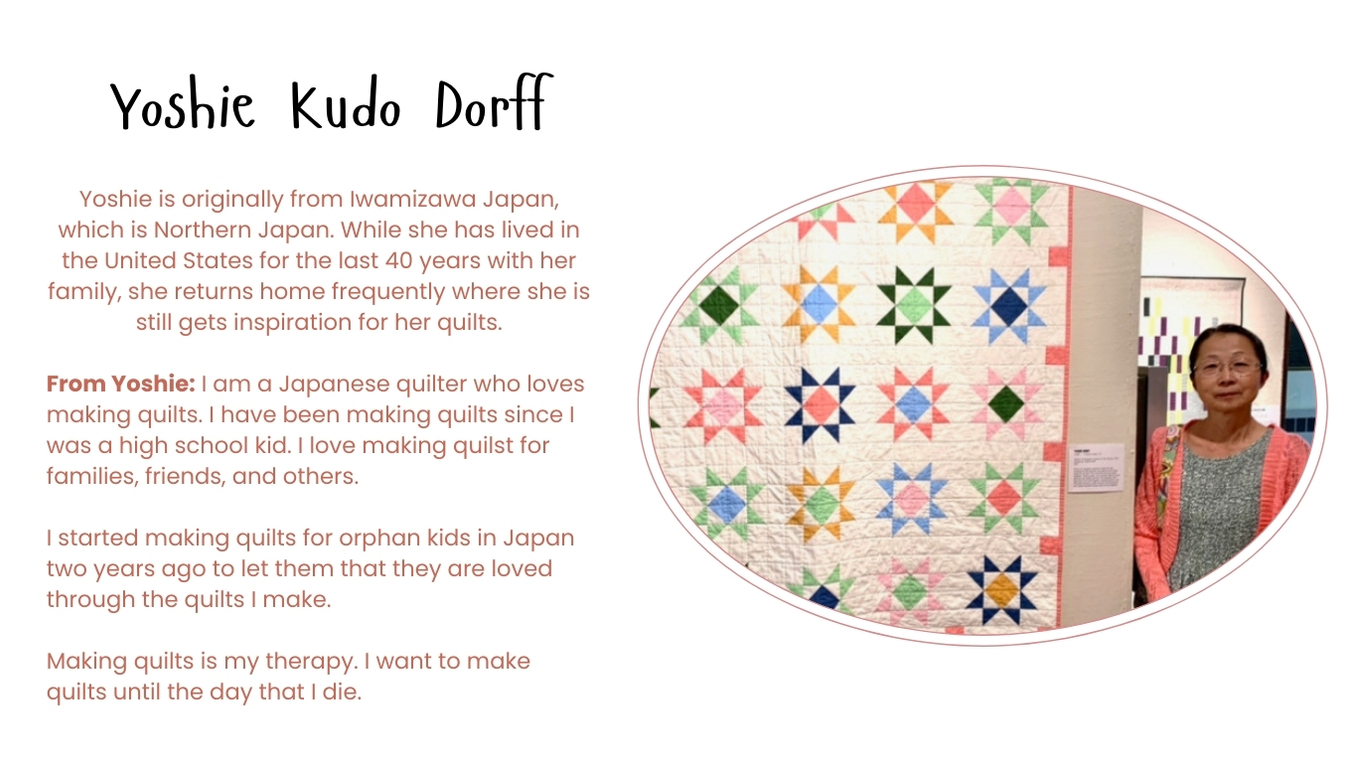 Yoshie Kudo Dorff
Yoshie is originally from Iwamizawa Japan,
which is Northern Japan. While she has lived in
the United States for the last 40 years with her
family, she returns home frequently where she is
still gets inspiration for her quilts.
From Yoshie: I am a Japanese quilter who loves
making quilts. I have been making quilts since I
was a high school kid. I love making quilst for
families, friends, and others.
I started making quilts for orphan kids in Japan
two years ago to let them that they are loved
through the quilts I make.
Making quilts is my therapy. I want to make
quilts until the day that I die.